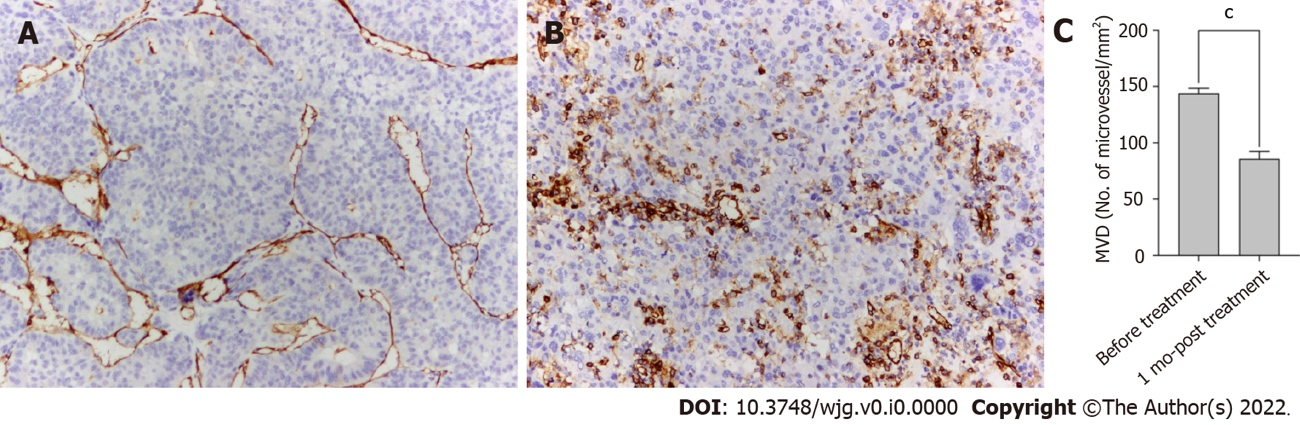 A
B
C
c
MVD (No. of microvessel/mm²)
200
150
100
50
0
Before treatment
1 mo-post treatment
DOI: 10.3748/wjg.v0.i0.0000 Copyright ©The Author(s) 2022.